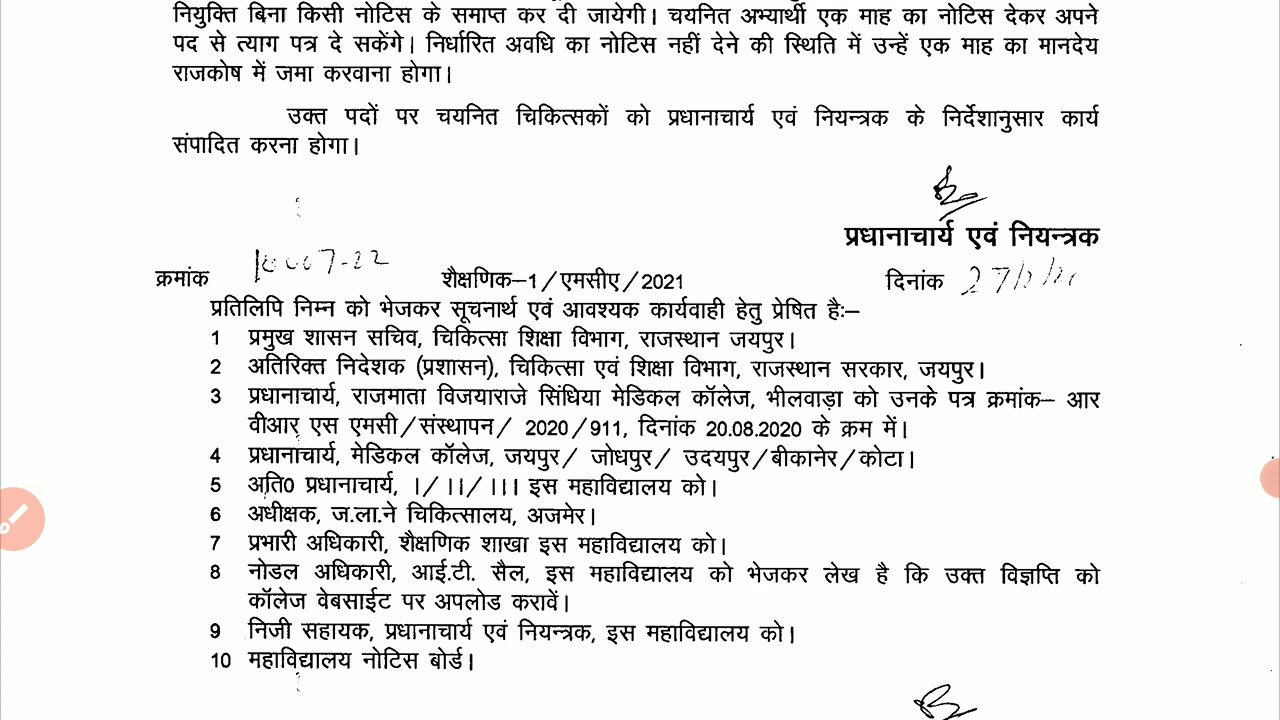 नियुक्ति बिना किसी नोटिस के समाप्त कर दी जायेगी। चयनित अभ्यार्थी एक माह का नोटिस देकर अपने
पद से त्याग पत्र दे सकेंगे। निर्धारित अवधि का नोटिस नहीं देने की स्थिति में उन्हें एक माह का मानदेय
राजकोष में जमा करवाना होगा।
उक्त पदों पर चयनित चिकित्सकों को प्रधानाचार्य एवं नियन्त्रक के निर्देशानुसार कार्य
संपादित करना होगा।
प्रधानाचार्य एवं नियन्त्रक
क्रमांक शैक्षणिक–1/एमसीए/2021 दिनांक
प्रतिलिपि निम्न को भेजकर सूचनार्थ एवं आवश्यक कार्यवाही हेतु प्रेषित हैः–
1 प्रमुख शासन सचिव, चिकित्सा शिक्षा विभाग, राजस्थान जयपुर।
2 अतिरिक्त निदेशक (प्रशासन), चिकित्सा एवं शिक्षा विभाग, राजस्थान सरकार, जयपुर।
3 प्रधानाचार्य, राजमाता विजयाराजे सिंधिया मेडिकल कॉलेज, भीलवाड़ा को उनके पत्र क्रमांक– आर
वीआर एस एमसी/संस्थापन/ 2020/911, दिनांक 20.08.2020 के क्रम में।
4 प्रधानाचार्य, मेडिकल कॉलेज, जयपुर/ जोधपुर/ उदयपुर/बीकानेर/कोटा।
5 अति0 प्रधानाचार्य, I/ II/ III इस महाविद्यालय को।
6 अधीक्षक, ज.ला.ने चिकित्सालय, अजमेर।
7 प्रभारी अधिकारी, शैक्षणिक शाखा इस महाविद्यालय को।
8 नोडल अधिकारी, आई.टी. सैल, इस महाविद्यालय को भेजकर लेख है कि उक्त विज्ञप्ति को
कॉलेज वेबसाईट पर अपलोड करावें।
9 निजी सहायक, प्रधानाचार्य एवं नियन्त्रक, इस महाविद्यालय को।
10 महाविद्यालय नोटिस बोर्ड।